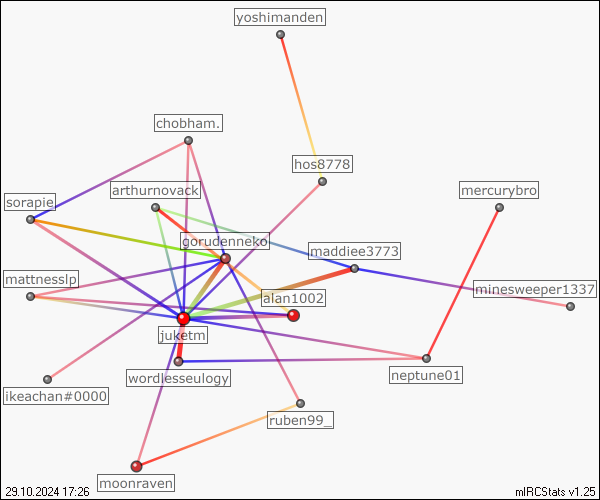 yoshimanden
chobham.
hos8778
arthurnovack
mercurybro
sorapie
gorudenneko
maddiee3773
mattnesslp
minesweeper1337
alan1002
juketm
wordlesseulogy
neptune01
ikeachan#0000
ruben99_
moonraven
29.10.2024 17:26
mIRCStats v1.25